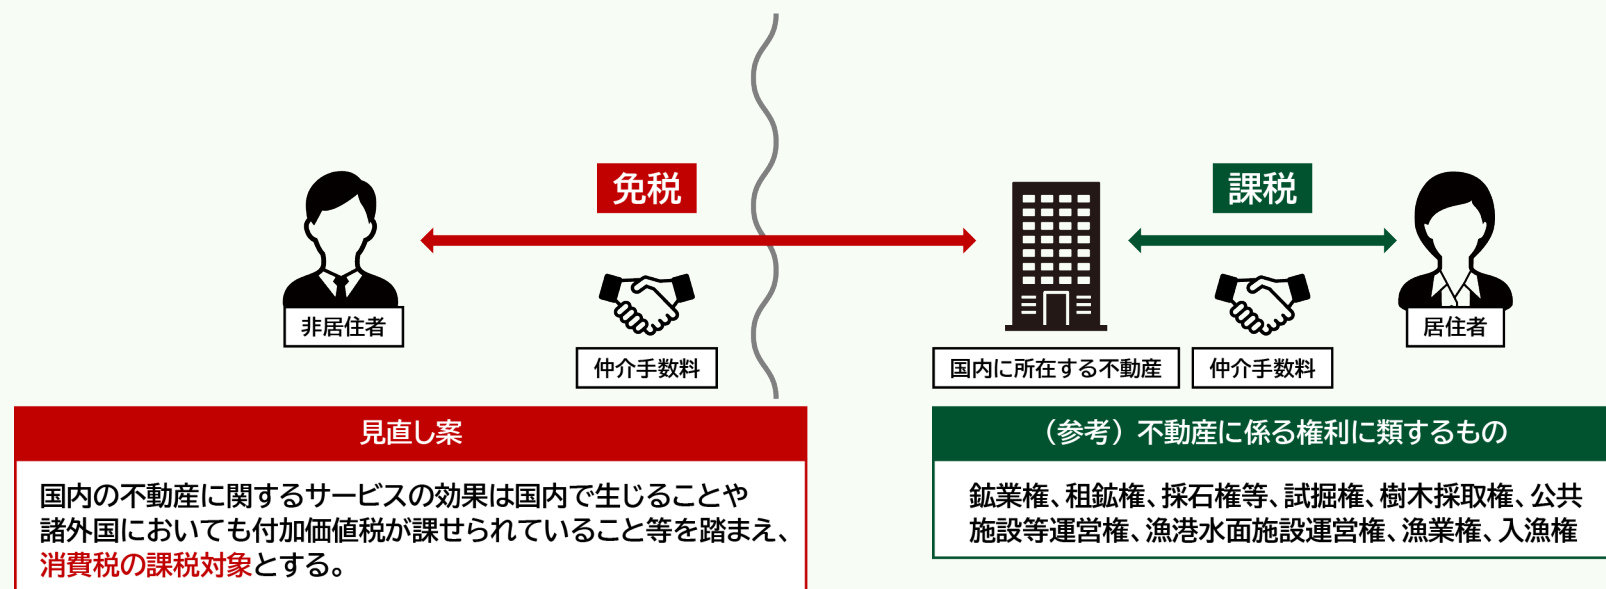 免税
課税
非居住者
仲介手数料
国内に所在する不動産
仲介手数料
居住者
見直し案
国内の不動産に関するサービスの効果は国内で生じることや
諸外国においても付加価値税が課せられていること等を踏まえ、
消費税の課税対象とする。
（参考）不動産に係る権利に類するもの
鉱業権、租鉱権、採石権等、試掘権、樹木採取権、公共
施設等運営権、漁港水面施設運営権、漁業権、入漁権